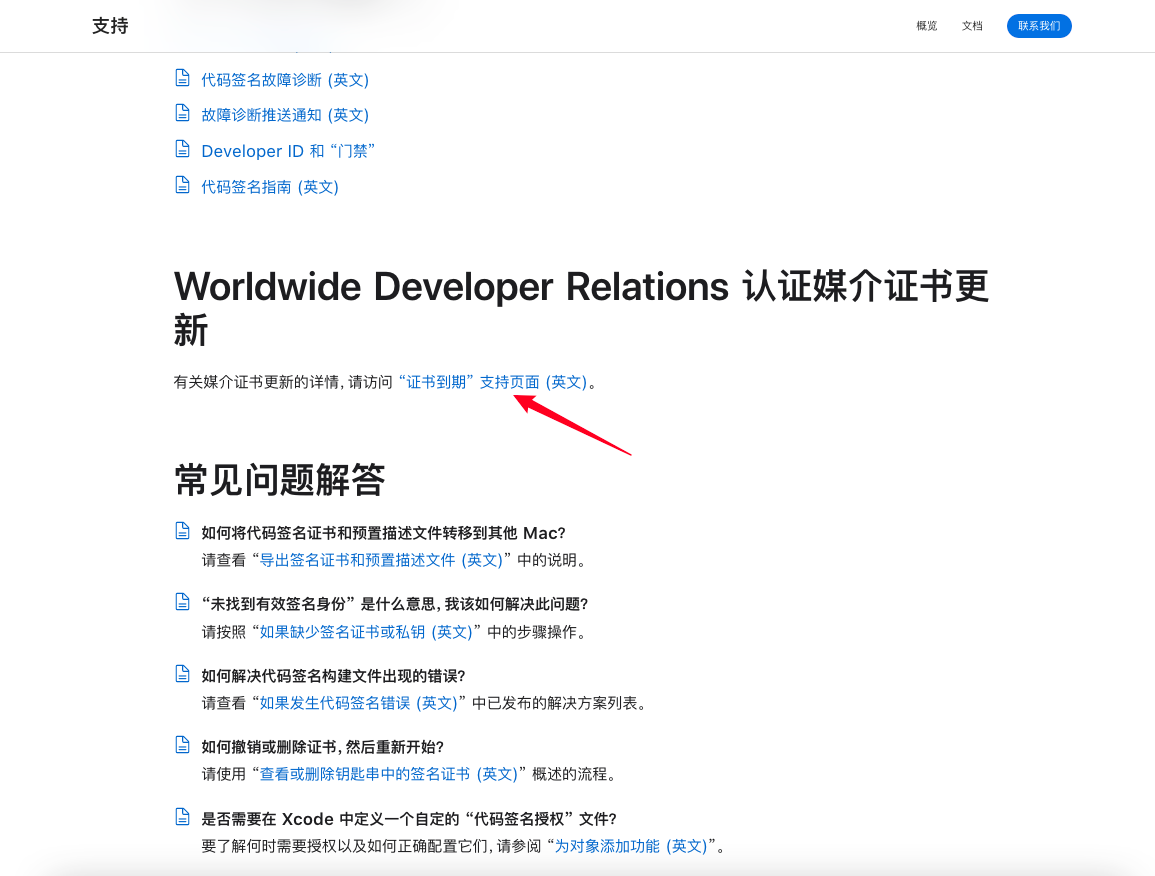 支持
概览
文档
联系我们
代码签名故障诊断 (英文)
故障诊断推送通知 (英文)
Developer ID 和 “门禁”
代码签名指南 (英文)
Worldwide Developer Relations 认证媒介证书更
新
有关媒介证书更新的详情, 请访问 “证书到期” 支持页面 (英文)。
常见问题解答
如何将代码签名证书和预置描述文件转移到其他 Mac?
请查看 “导出签名证书和预置描述文件 (英文)” 中的说明。
“未找到有效签名身份” 是什么意思, 我该如何解决此问题?
请按照 “如果缺少签名证书或私钥 (英文)” 中的步骤操作。
如何解决代码签名构建文件出现的错误?
请查看 “如果发生代码签名错误 (英文)” 中已发布的解决方案列表。
如何撤销或删除证书, 然后重新开始?
请使用 “查看或删除钥匙串中的签名证书 (英文)” 概述的流程。
是否需要在 Xcode 中定义一个自定的 “代码签名授权” 文件?
要了解何时需要授权以及如何正确配置它们, 请参阅 “为对象添加功能 (英文)”。